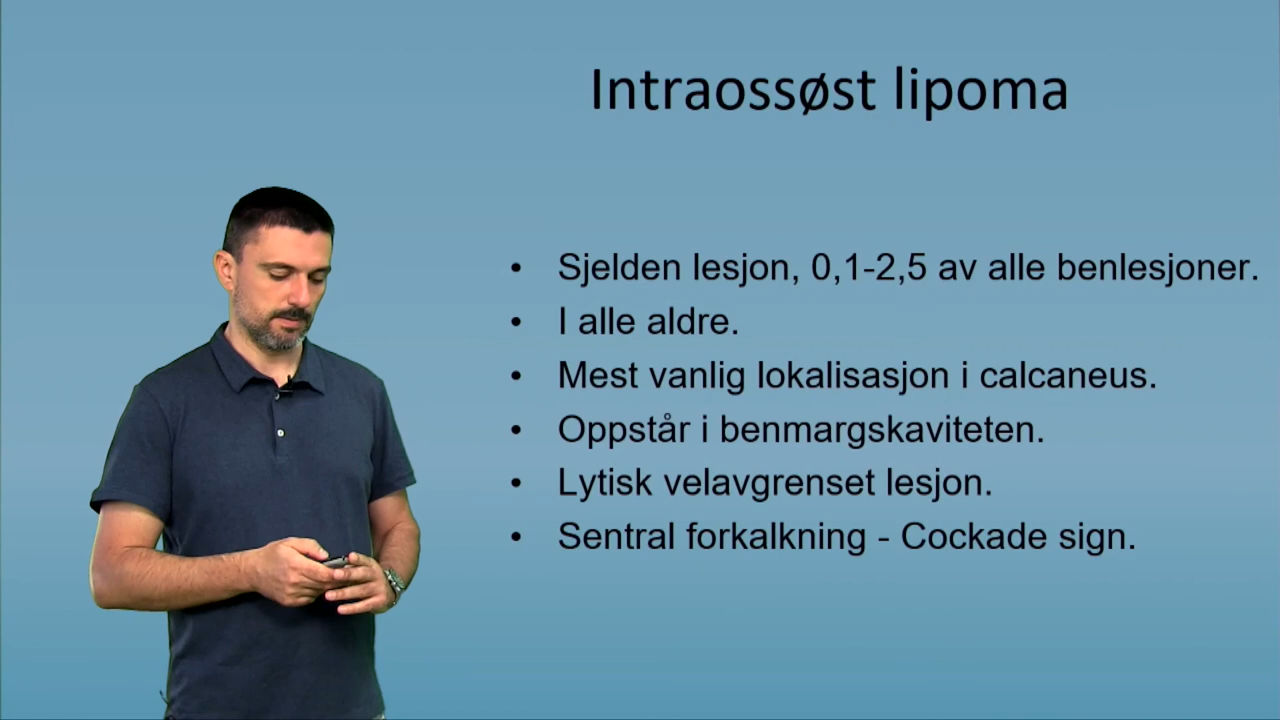 Intraossøst lipoma
• Sjelden lesjon, 0,1-2,5 av alle benlesjoner.
• I alle aldre.
• Mest vanlig lokalisasjon i calcaneus.
• Oppstår i benmargskaviteten.
• Lytisk velavgrenset lesjon.
• Sentral forkalkning - Cockade sign.